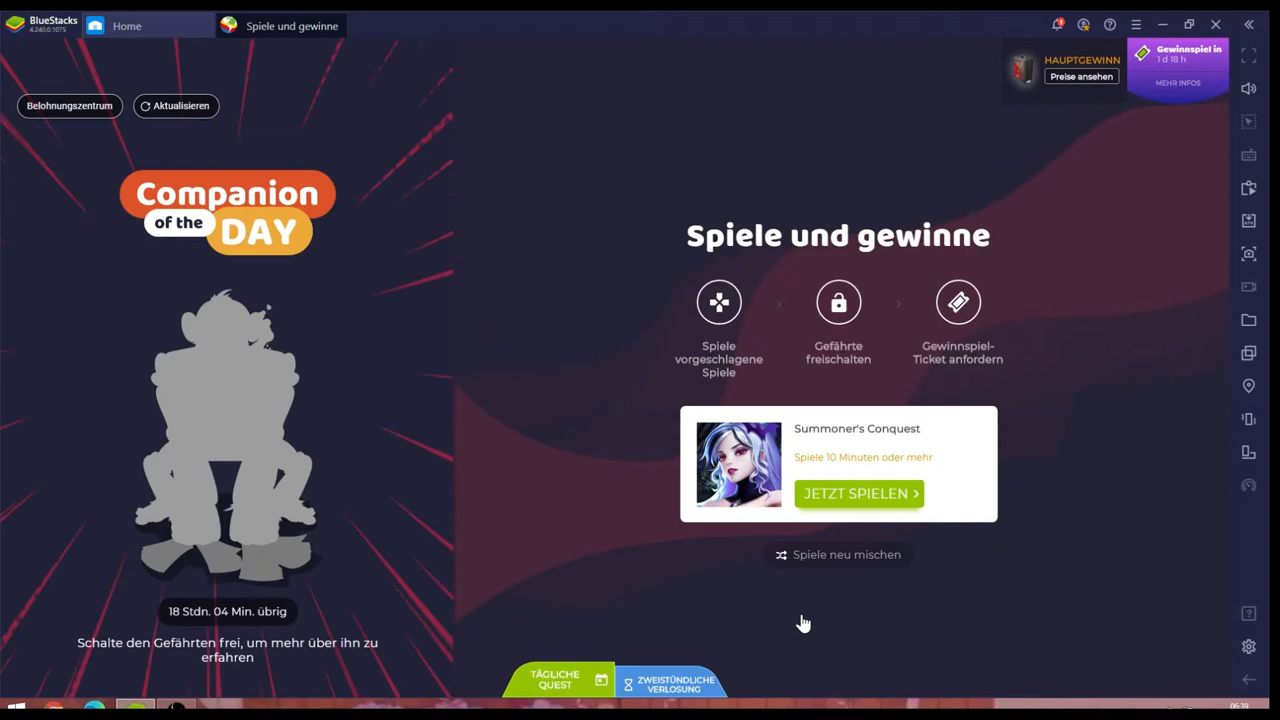 BlueStacks
4.240.0.1075
Home
Spiele und gewinne
HAUPTGEWINN
Preise ansehen
Gewinnspiel in
1 d 18 h
MEHR INFOS
Belohnungszentrum
Aktualisieren
Companion
of the
DAY
18 Stdn. 04 Min. übrig
Schalte den Gefährten frei, um mehr über ihn zu
erfahren
Spiele und gewinne
Spiele
vorgeschlagene
Spiele
Gefährte
freischalten
Gewinnspiel-
Ticket anfordern
Summoner's Conquest
Spiele 10 Minuten oder mehr
JETZT SPIELEN
Spiele neu mischen
TÄGLICHE
QUEST
ZWEISTÜNDLICHE
VERLOSUNG
06:39